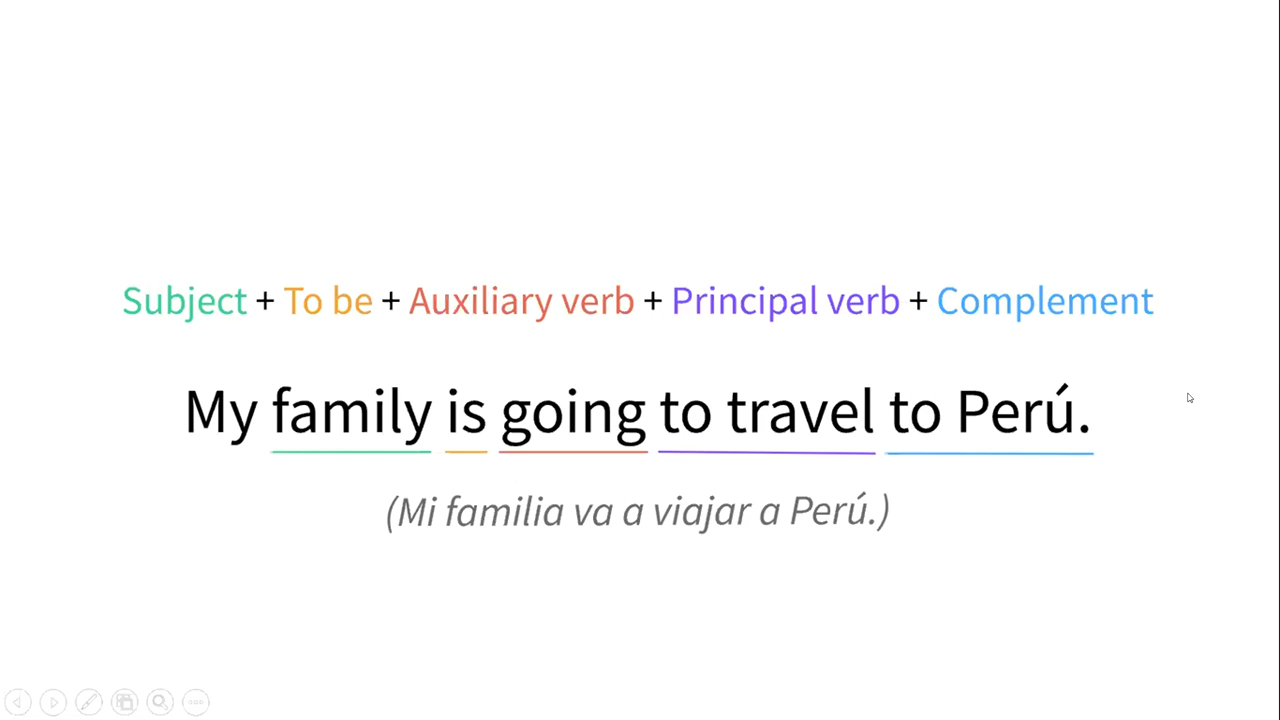 Subject + To be + Auxiliary verb + Principal verb + Complement
My family is going to travel to Perú.
(Mi familia va a viajar a Perú.)